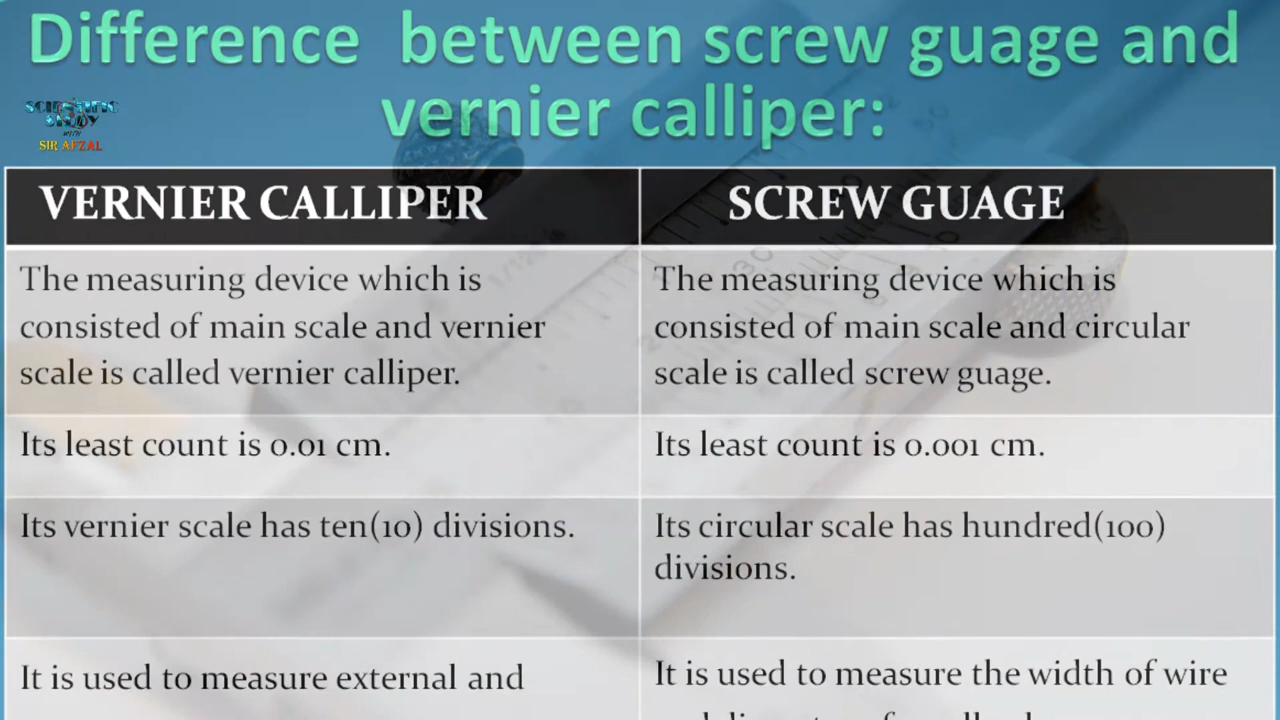 Difference between screw guage and
vernier calliper:
SCIENTIFIC
STUDY
WITH
SIR AFZAL
VERNIER CALLIPER
SCREW GUAGE
The measuring device which is
consisted of main scale and vernier
scale is called vernier calliper.
The measuring device which is
consisted of main scale and circular
scale is called screw guage.
Its least count is 0.01 cm.
Its least count is 0.001 cm.
Its vernier scale has ten(10) divisions.
Its circular scale has hundred(100)
divisions.
It is used to measure external and
It is used to measure the width of wire